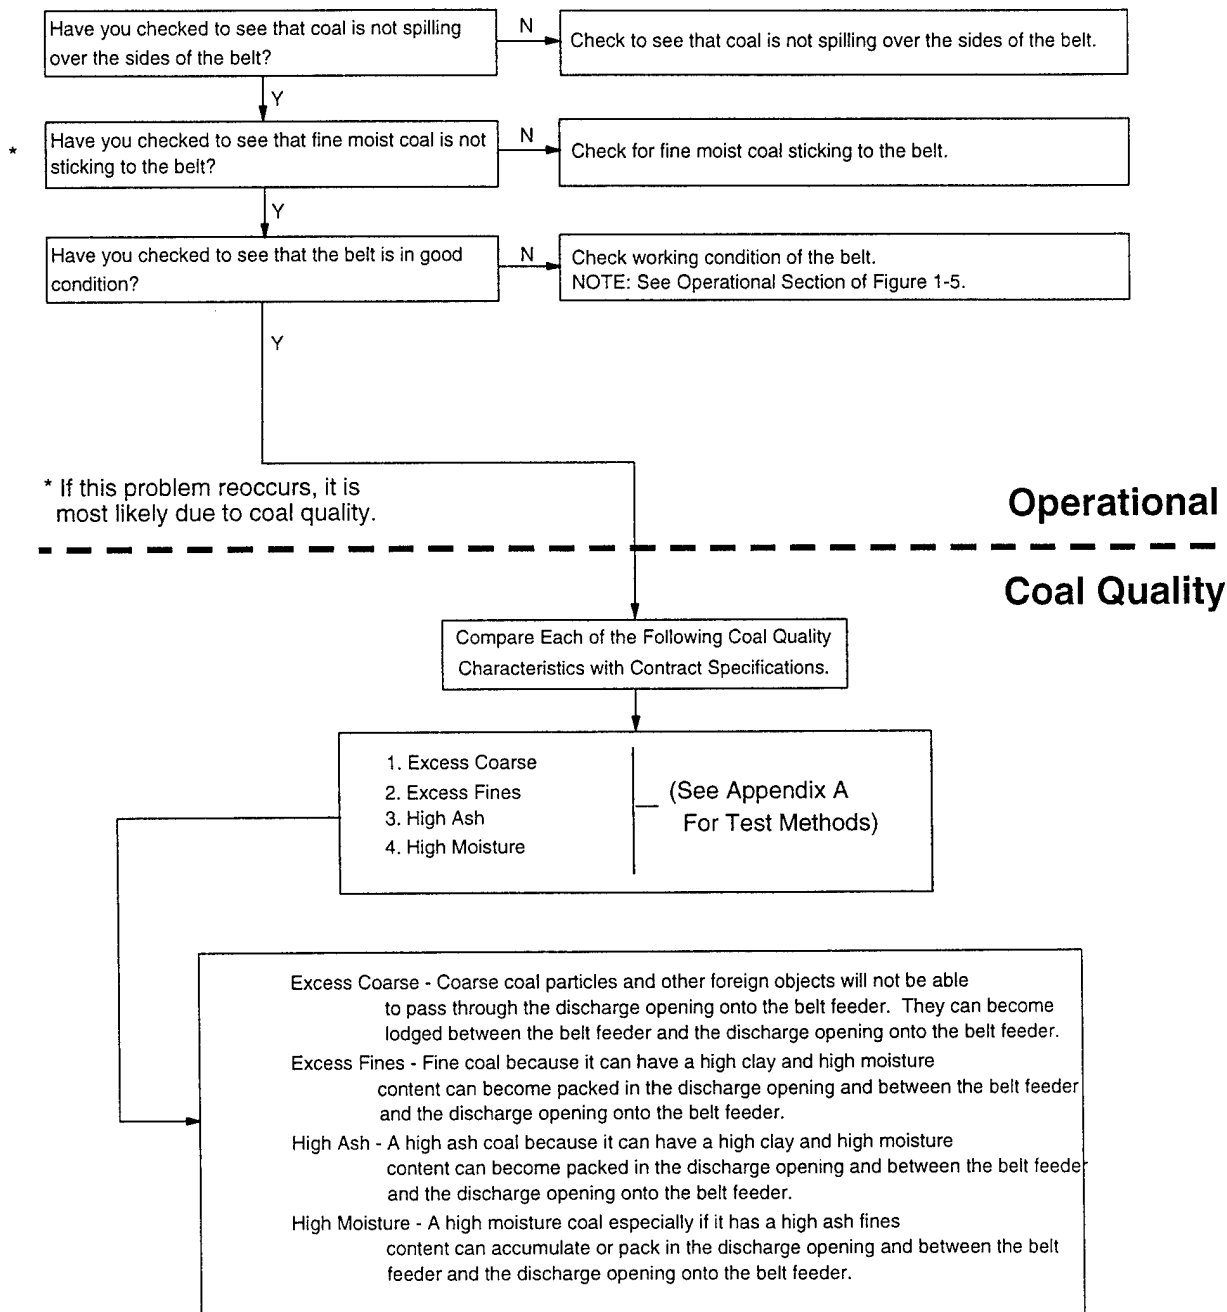 Have you checked to see that coal is not spilling
over the sides of the belt?
N
Check to see that coal is not spilling over the sides of the belt.
Y
*
Have you checked to see that fine moist coal is not
sticking to the belt?
N
Check for fine moist coal sticking to the belt.
Y
Have you checked to see that the belt is in good
condition?
N
Check working condition of the belt.
NOTE: See Operational Section of Figure 1-5.
Y
* If this problem reoccurs, it is
most likely due to coal quality.
Operational
Coal Quality
Compare Each of the Following Coal Quality
Characteristics with Contract Specifications.
1. Excess Coarse
2. Excess Fines
3. High Ash
4. High Moisture
(See Appendix A
For Test Methods)
Excess Coarse - Coarse coal particles and other foreign objects will not be able
to pass through the discharge opening onto the belt feeder. They can become
lodged between the belt feeder and the discharge opening onto the belt feeder.
Excess Fines - Fine coal because it can have a high clay and high moisture
content can become packed in the discharge opening and between the belt feeder
and the discharge opening onto the belt feeder.
High Ash - A high ash coal because it can have a high clay and high moisture
content can become packed in the discharge opening and between the belt feeder
and the discharge opening onto the belt feeder.
High Moisture - A high moisture coal especially if it has a high ash fines
content can accumulate or pack in the discharge opening and between the belt
feeder and the discharge opening onto the belt feeder.